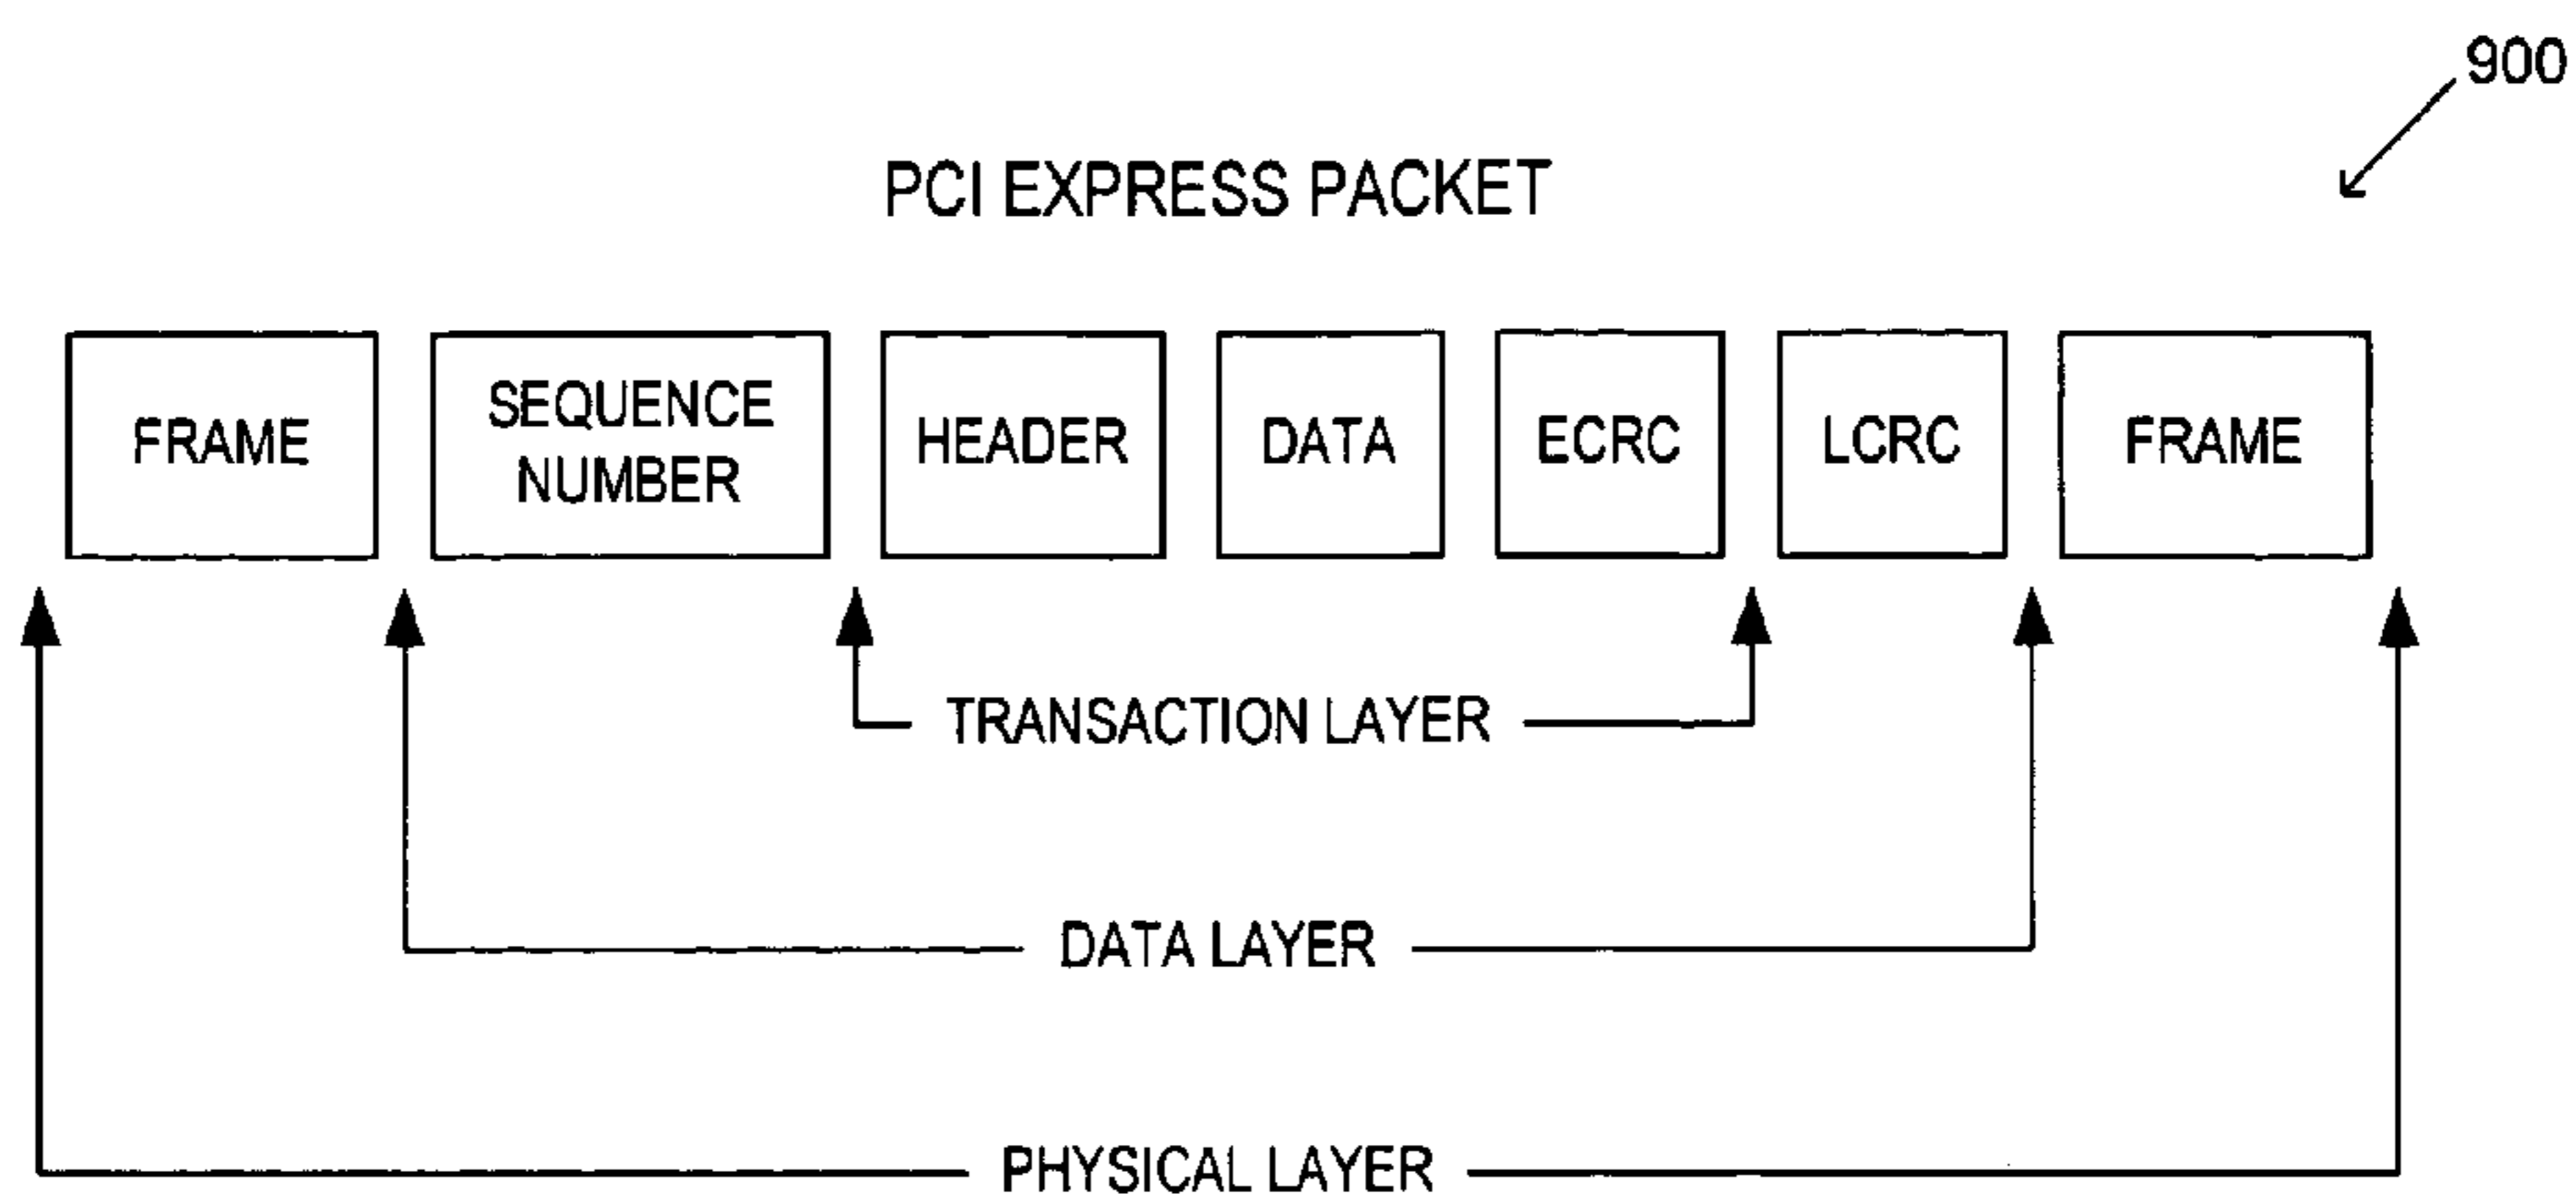 900
PCI EXPRESS PACKET
FRAME
SEQUENCE
NUMBER
HEADER
DATA
ECRC
LCRC
FRAME
TRANSACTION LAYER
DATA LAYER
PHYSICAL LAYER